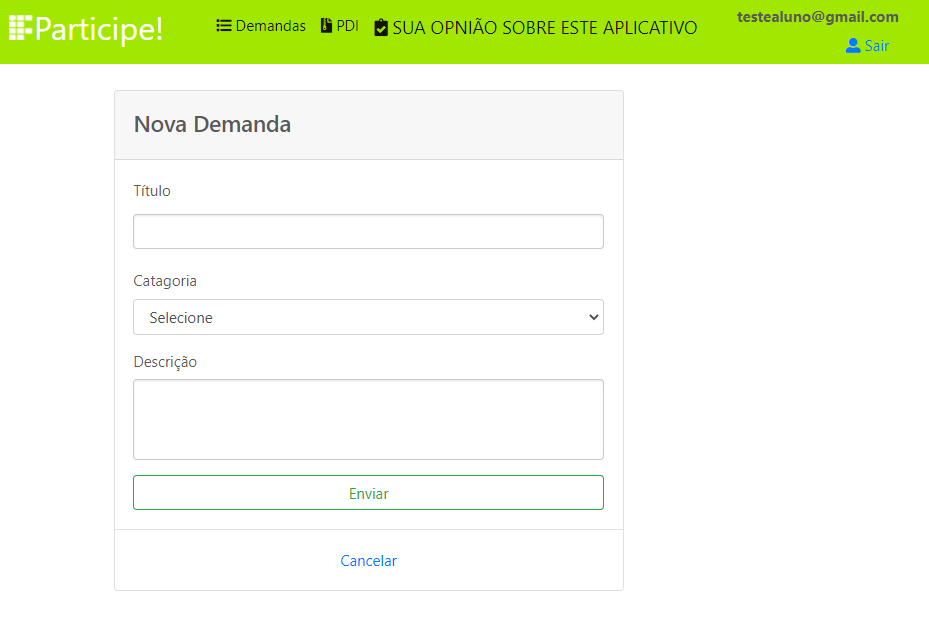 Participe!
Demandas
PDI
SUA OPNIÃO SOBRE ESTE APLICATIVO
testealuno@gmail.com
Sair
Nova Demanda
Título
Catagoria
Selecione
Descrição
Enviar
Cancelar